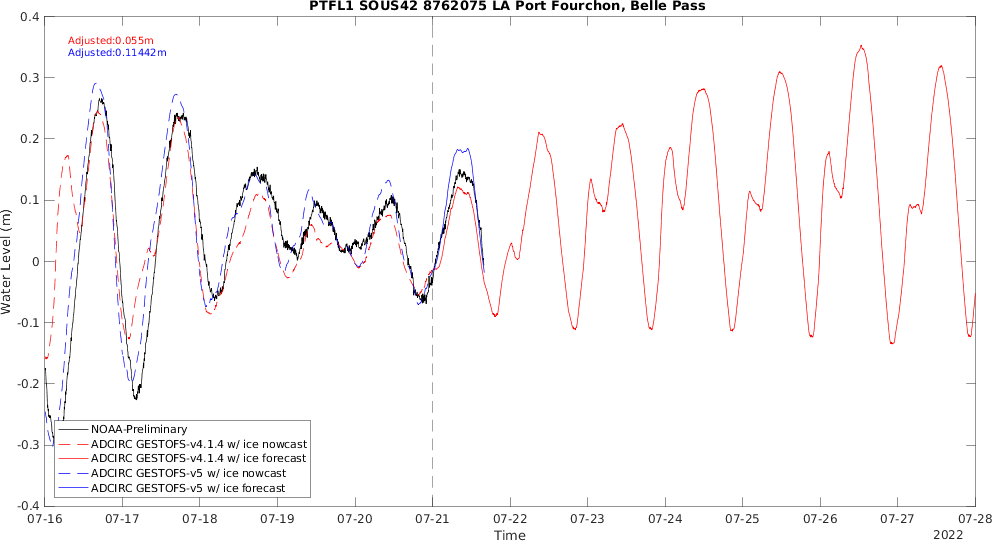 PTFL1 SOUS42 8762075 LA Port Fourchon, Belle Pass
Adjusted:0.055m
Adjusted:0.11442m
0.4
0.3
0.2
0.1
0
-0.1
-0.2
-0.3
-0.4
Water Level (m)
NOAA-Preliminary
ADCIRC GESTOFS-v4.1.4 w/ ice nowcast
ADCIRC GESTOFS-v4.1.4 w/ ice forecast
ADCIRC GESTOFS-v5 w/ ice nowcast
ADCIRC GESTOFS-v5 w/ ice forecast
07-16 07-17 07-18 07-19 07-20 07-21 07-22 07-23 07-24 07-25 07-26 07-27 07-28
Time
2022